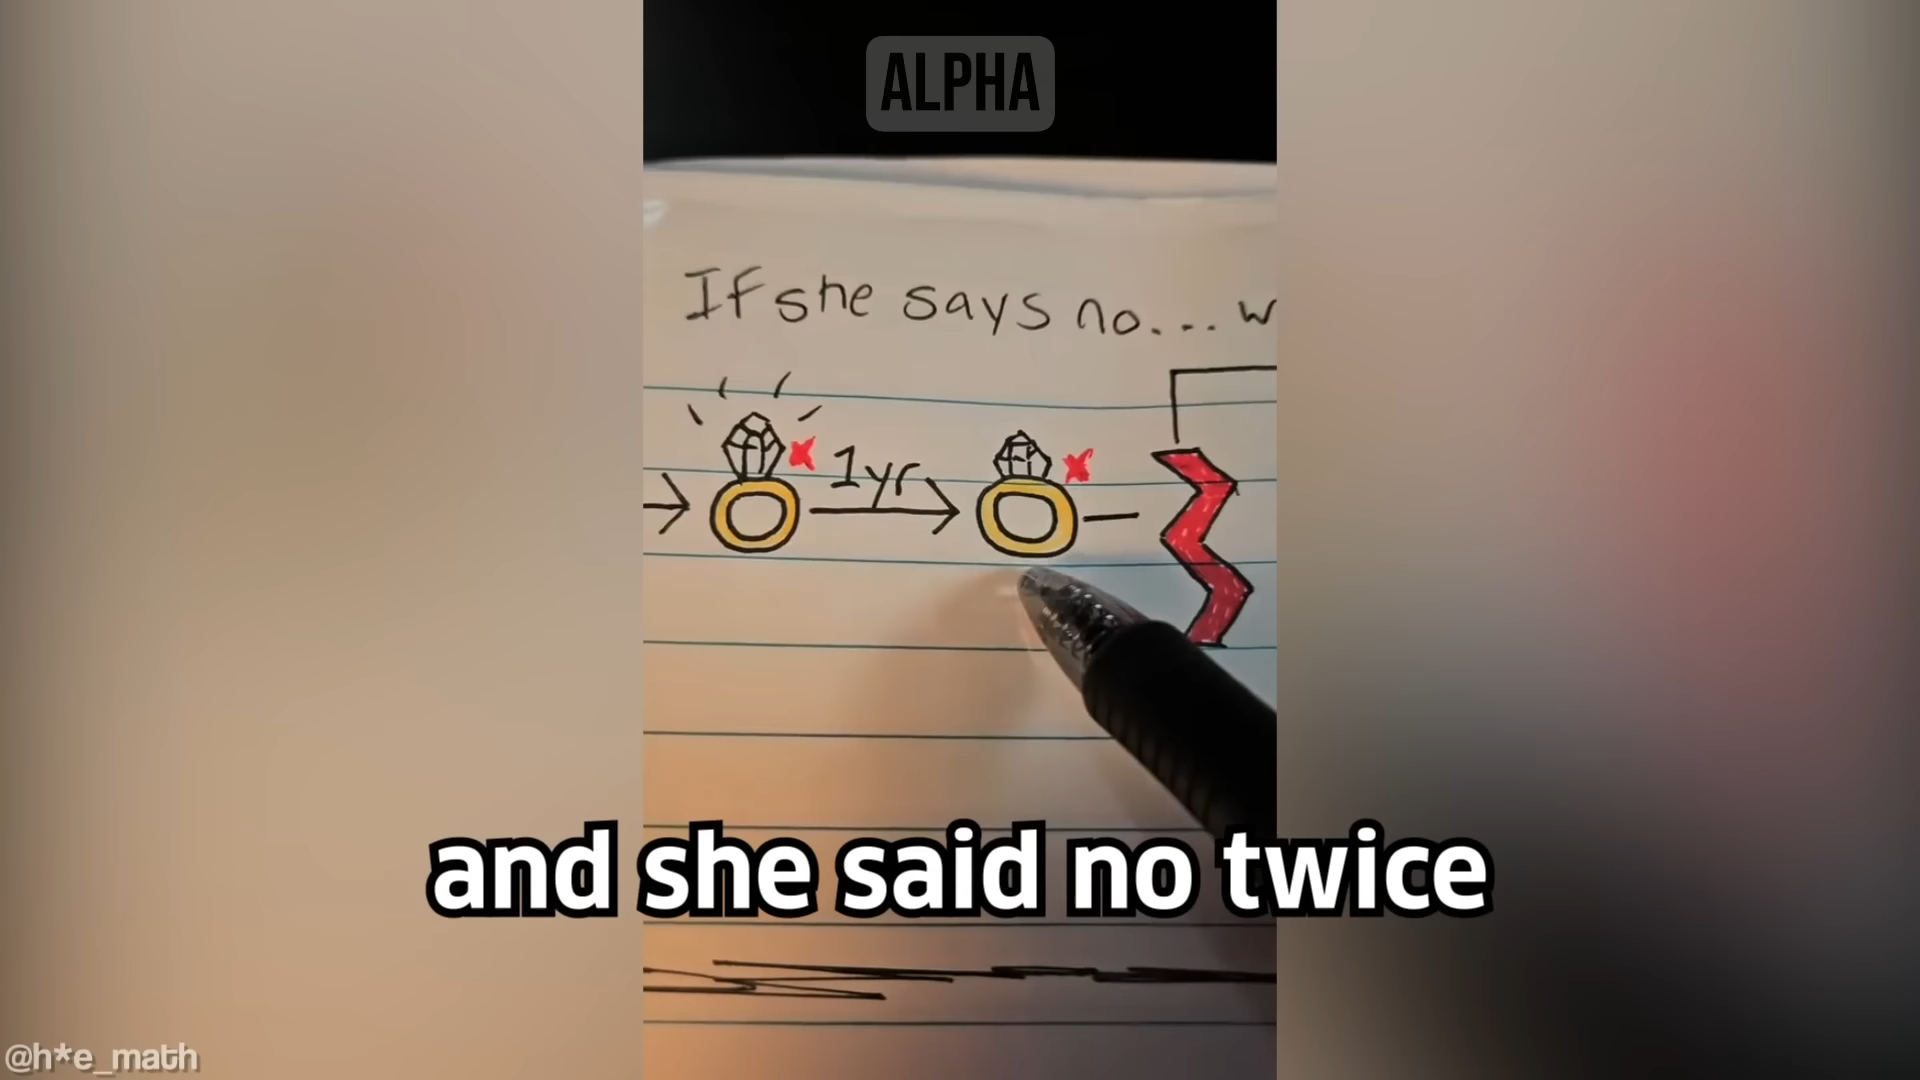 ALPHA
If she says no... w
1yr
and she said no twice
@h*e_math